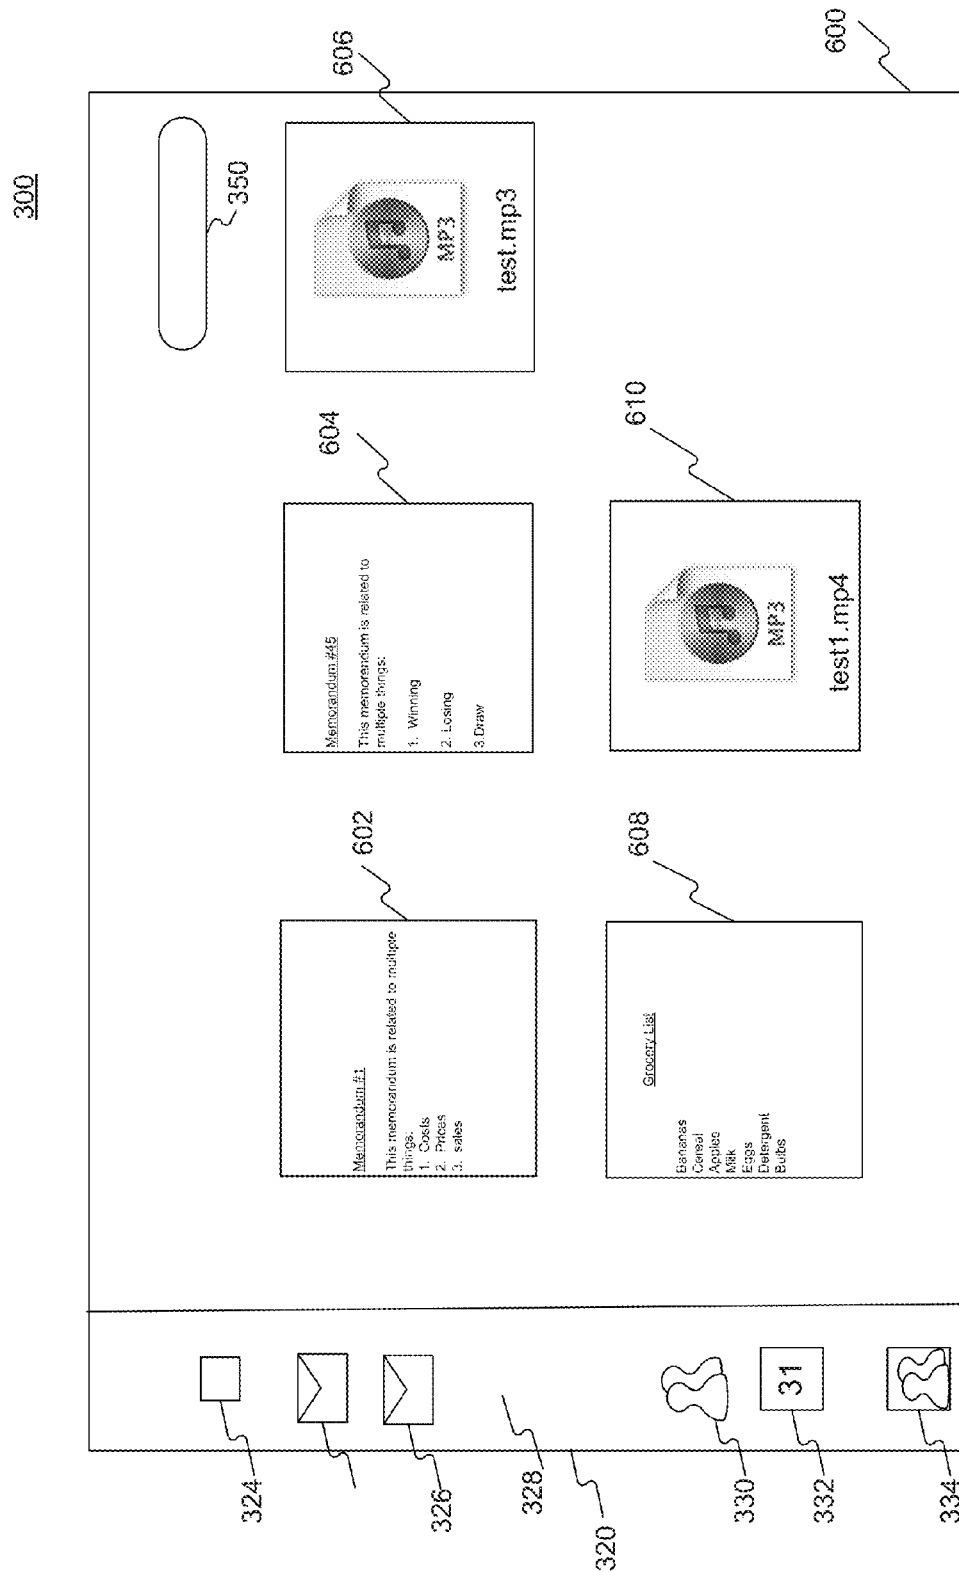 300
350
324
606
604
602
Memorandum #1
This memorandum is related to multiple
things:
1. Costs
2. Prices
3. sales
Memorandum #45
This memorandum is related to
multiple things:
1. Winning
2. Losing
3.Draw
MP3
test.mp3
326
328
320
600
608
610
Grocery List
Bananas
Cereal
Apples
Milk
Eggs
Detergent
Bulbs
MP3
test1.mp4
330
31
332
334